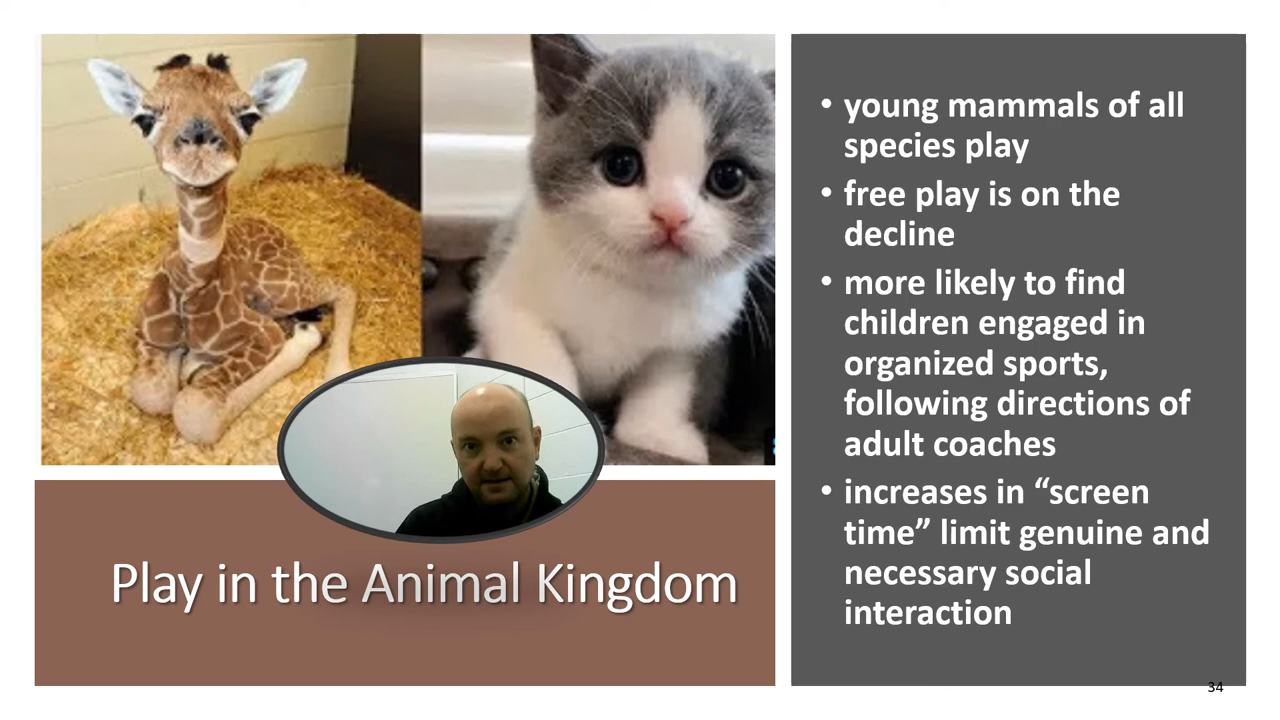 • young mammals of all
species play
• free play is on the
decline
• more likely to find
children engaged in
organized sports,
following directions of
adult coaches
• increases in “screen
time” limit genuine and
necessary social
interaction
Play in the Animal Kingdom
34